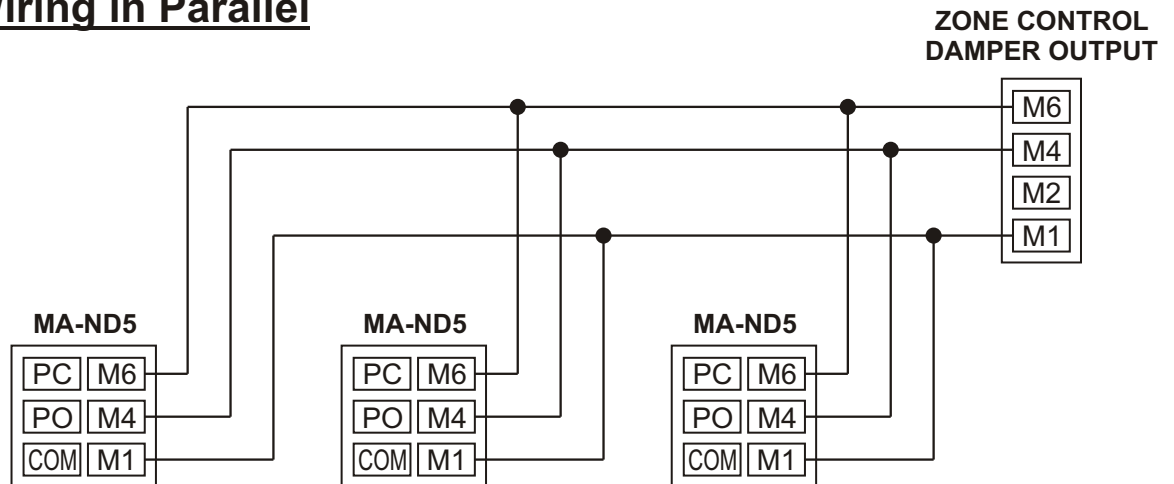 Wiring in Parallel
ZONE CONTROL
DAMPER OUTPUT
M6
M4
M2
M1
MA-ND5 MA-ND5 MA-ND5
PC M6 PC M6 PC M6
PO M4 PO M4 PO M4
COM M1 COM M1 COM M1